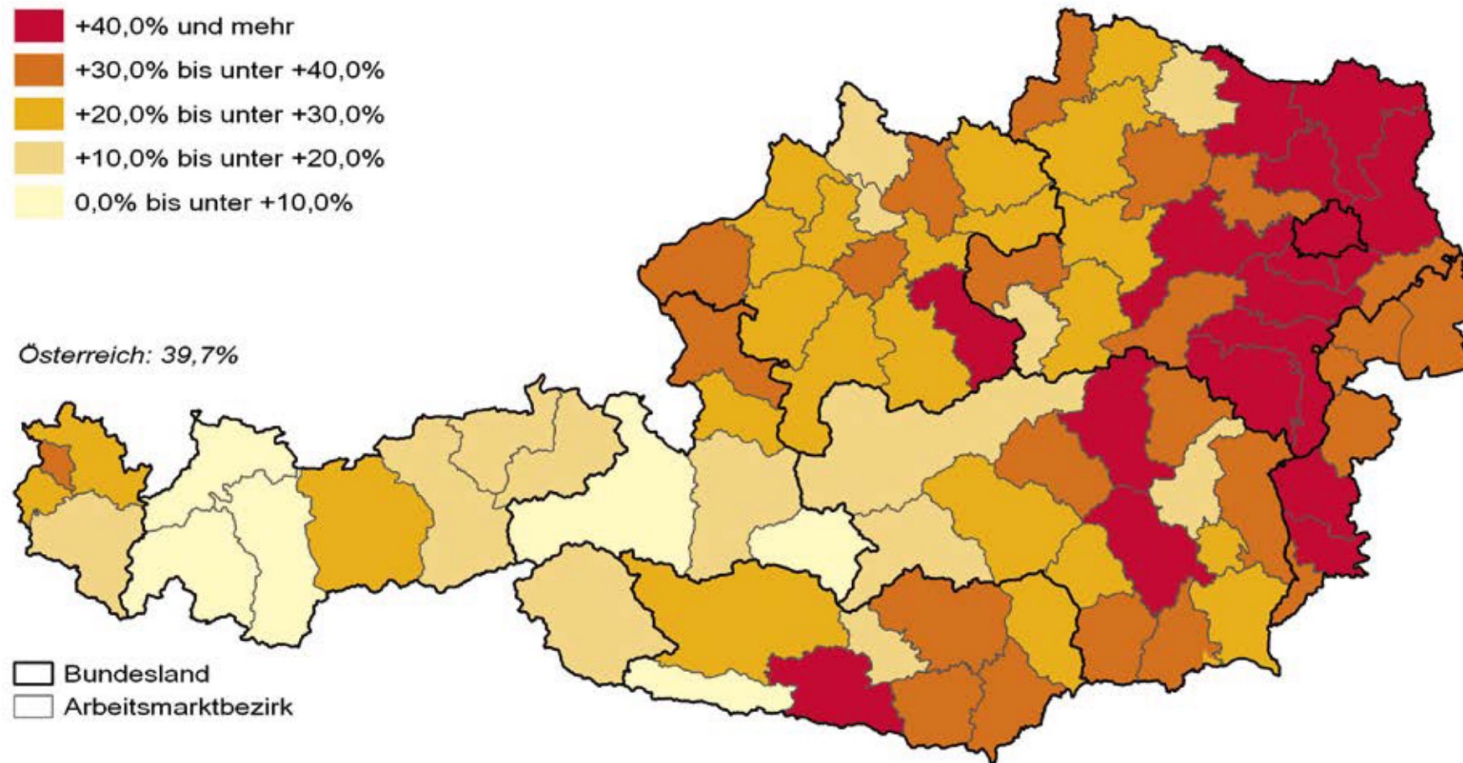 +40,0% und mehr
+30,0% bis unter +40,0%
+20,0% bis unter +30,0%
+10,0% bis unter +20,0%
0,0% bis unter +10,0%
Österreich: 39,7%
Bundesland
Arbeitsmarktbezirk